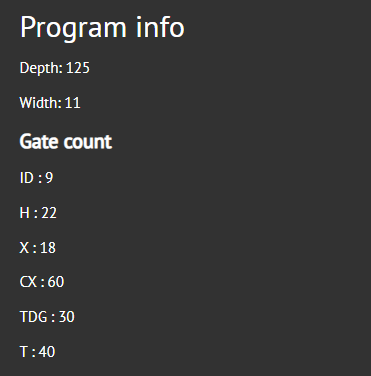 Program info
Depth: 125
Width: 11
Gate count
ID : 9
H : 22
X : 18
CX : 60
TDG : 30
T : 40